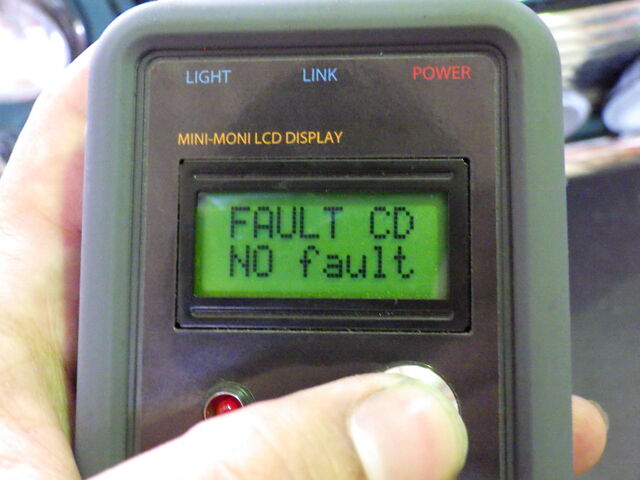 LIGHT LINK POWER
MINI-MONI LCD DISPLAY
FAULT CD
NO fault